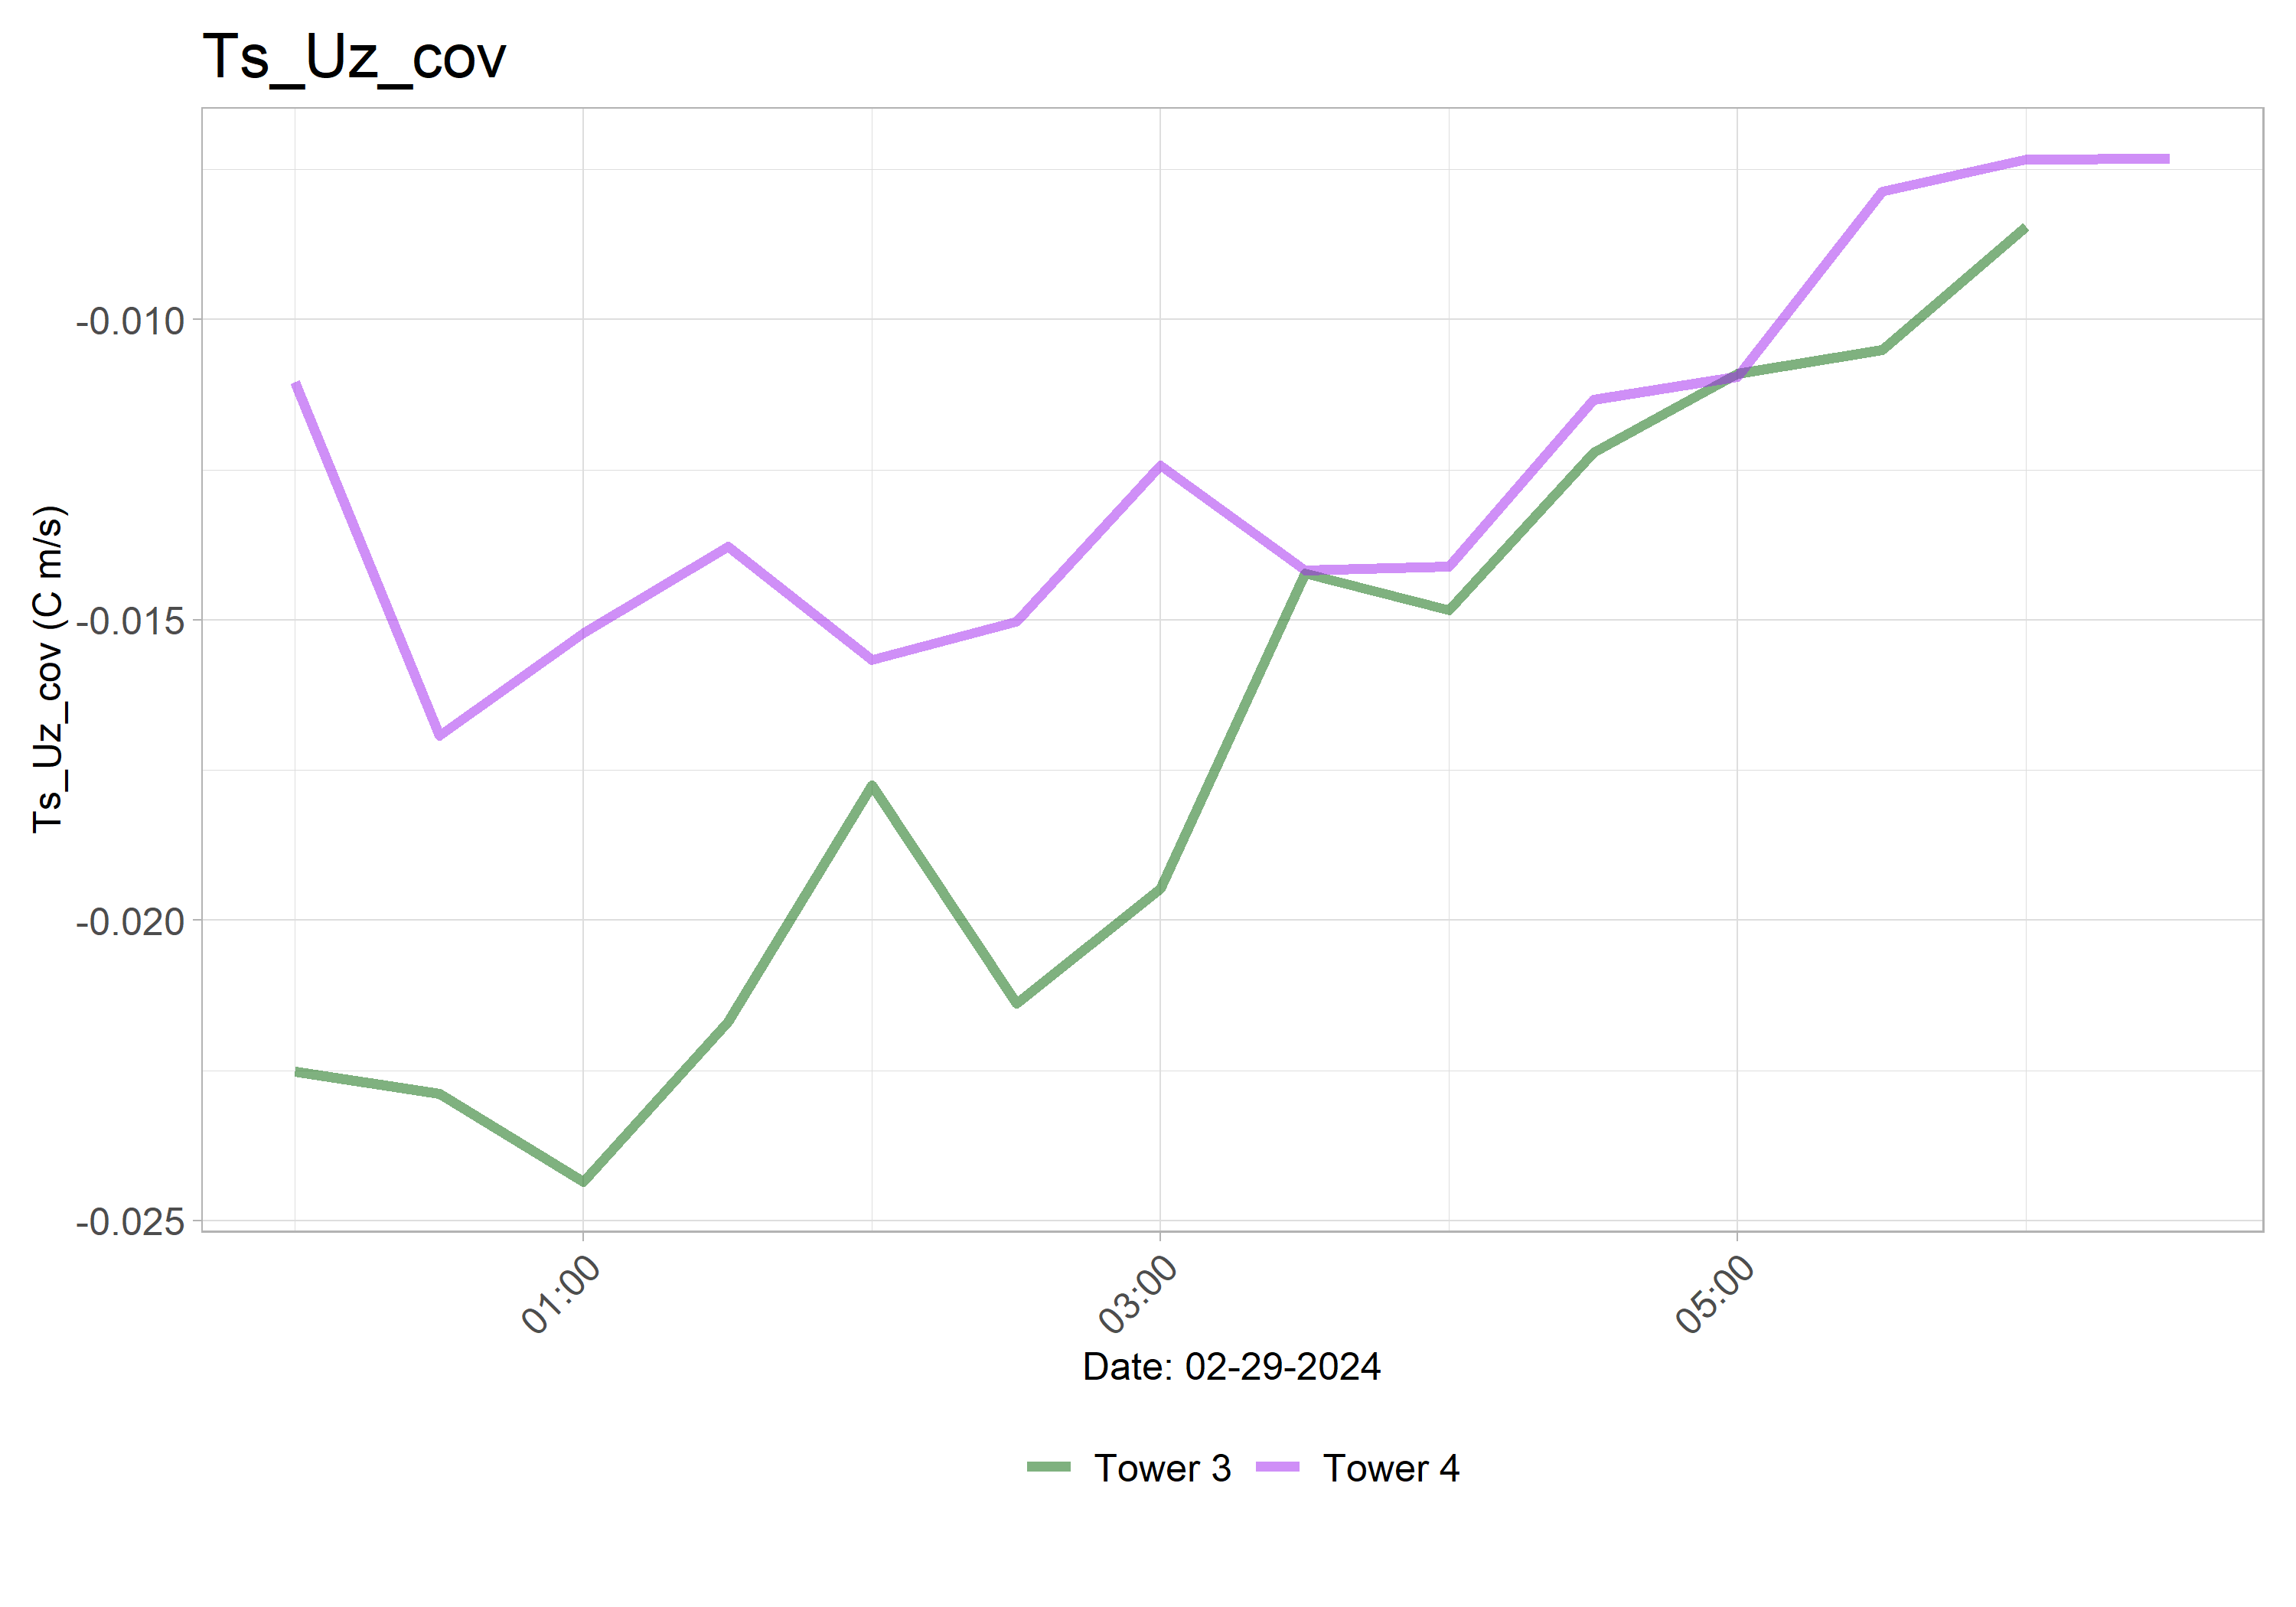 Ts_Uz_cov
Ts_Uz_cov (C m/s)
-0.010
-0.015
-0.020
-0.025
01:00
03:00
05:00
Date: 02-29-2024
Tower 3
Tower 4